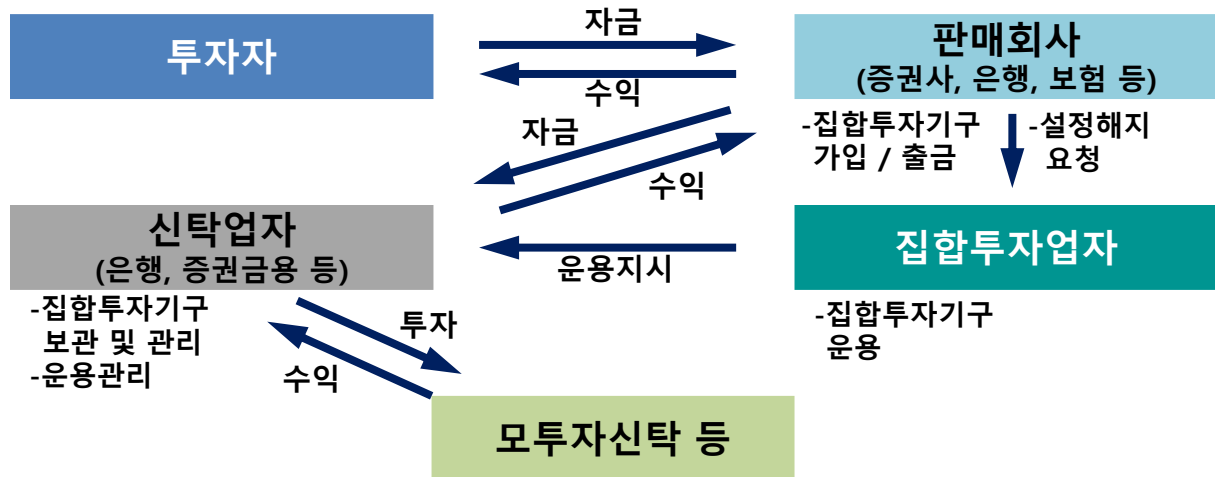 투자자
자금
수익
판매회사
(증권사, 은행, 보험 등)
자금
수익
-집합투자기구
가입 / 출금
-설정해지
요청
신탁업자
(은행, 증권금용 등)
운용지시
집합투자업자
-집합투자기구
보관 및 관리
-운용관리
투자
수익
-집합투자기구
운용
모투자신탁 등